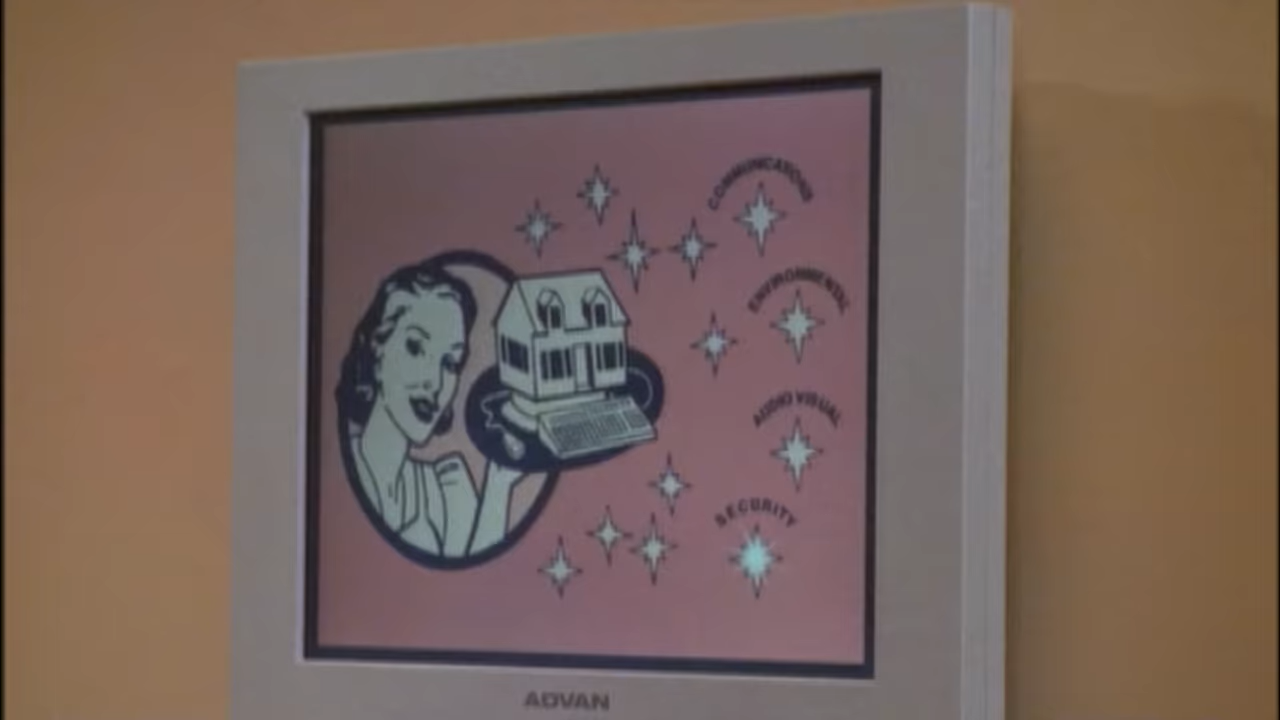 COMMUNICATIONS
ENVIRONMENTAL
AUDIO VISUAL
SECURITY
ADVAN